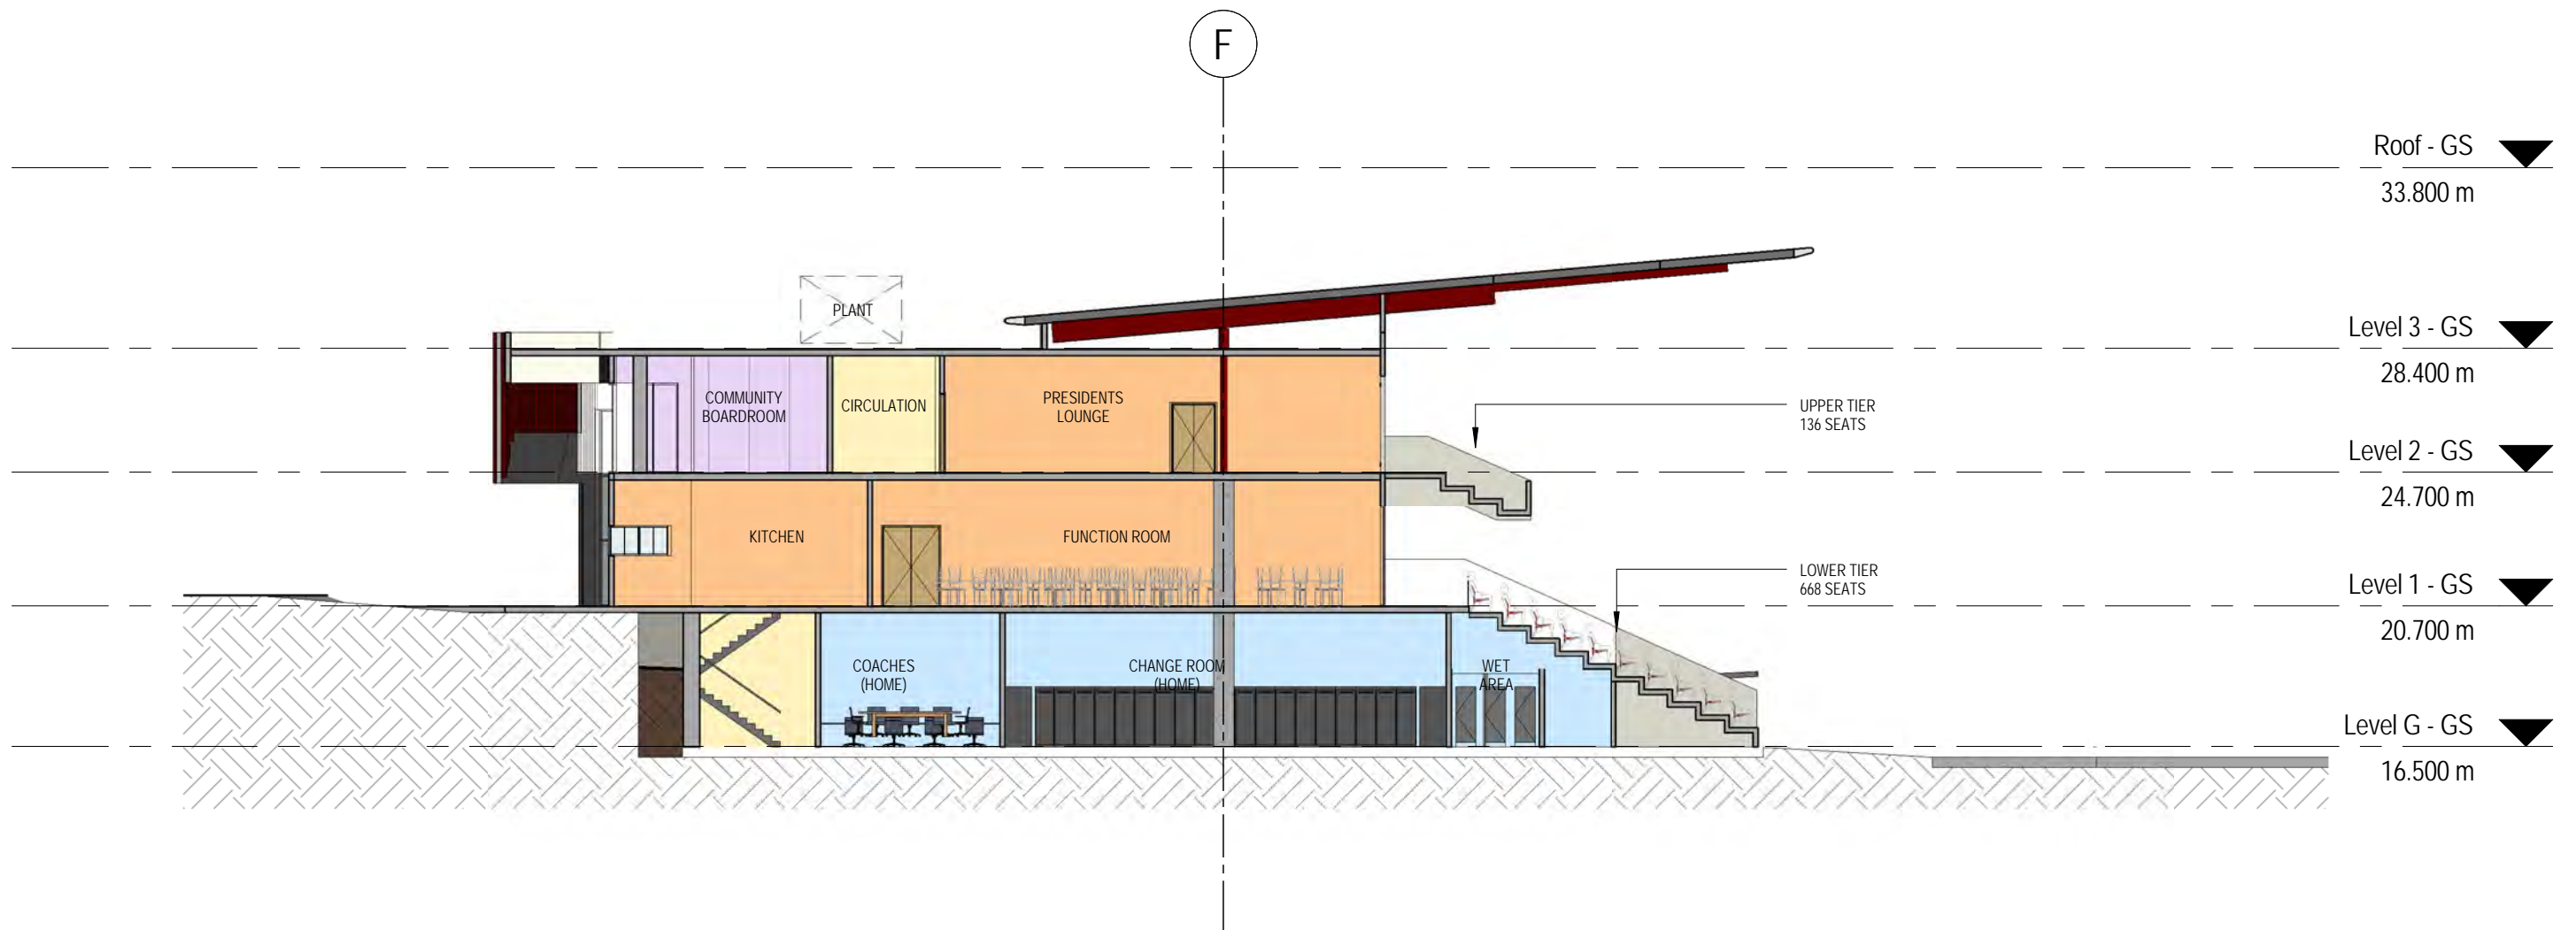 F
Roof - GS
33.800 m
PLANT
Level 3 - GS
28.400 m
COMMUNITY
BOARDROOM
CIRCULATION
PRESIDENTS
LOUNGE
UPPER TIER
136 SEATS
Level 2 - GS
24.700 m
KITCHEN
FUNCTION ROOM
LOWER TIER
668 SEATS
Level 1 - GS
20.700 m
COACHES
(HOME)
CHANGE ROOM
(HOME)
WET
AREA
Level G - GS
16.500 m